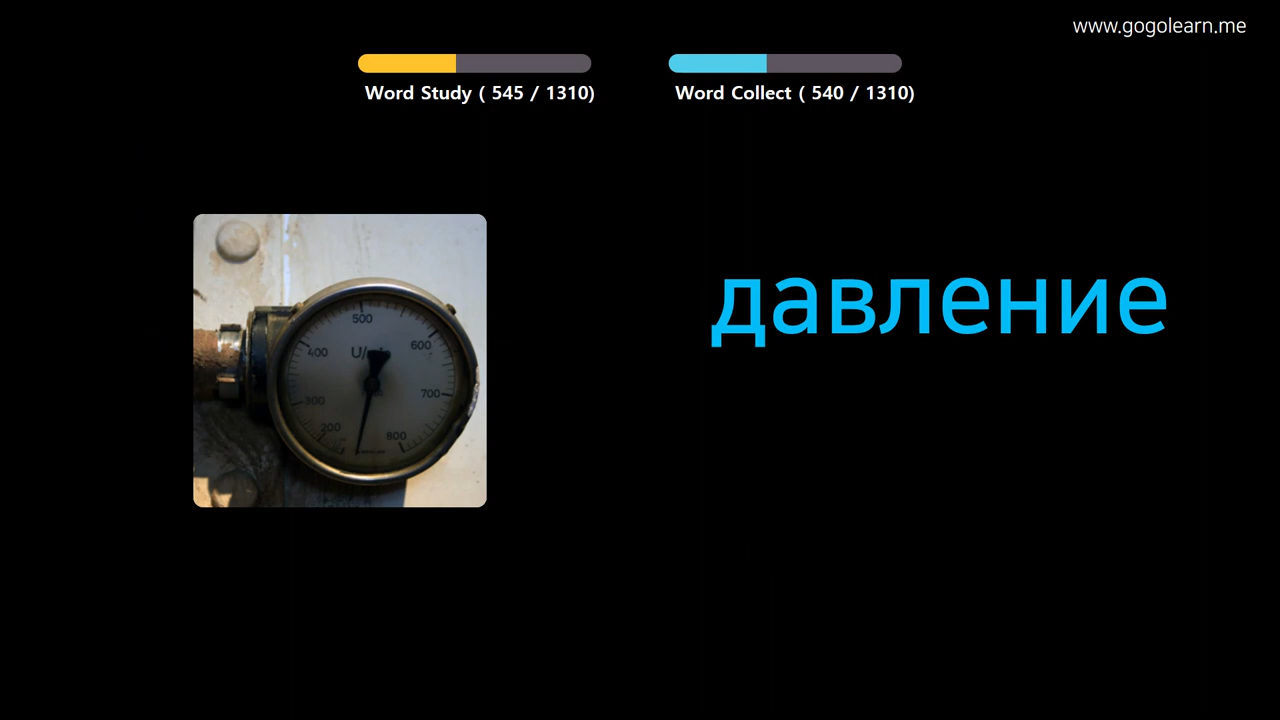 www.gogolearn.me
Word Study ( 545 / 1310)
Word Collect ( 540 / 1310)
давление
500
400
600
300
700
200
800